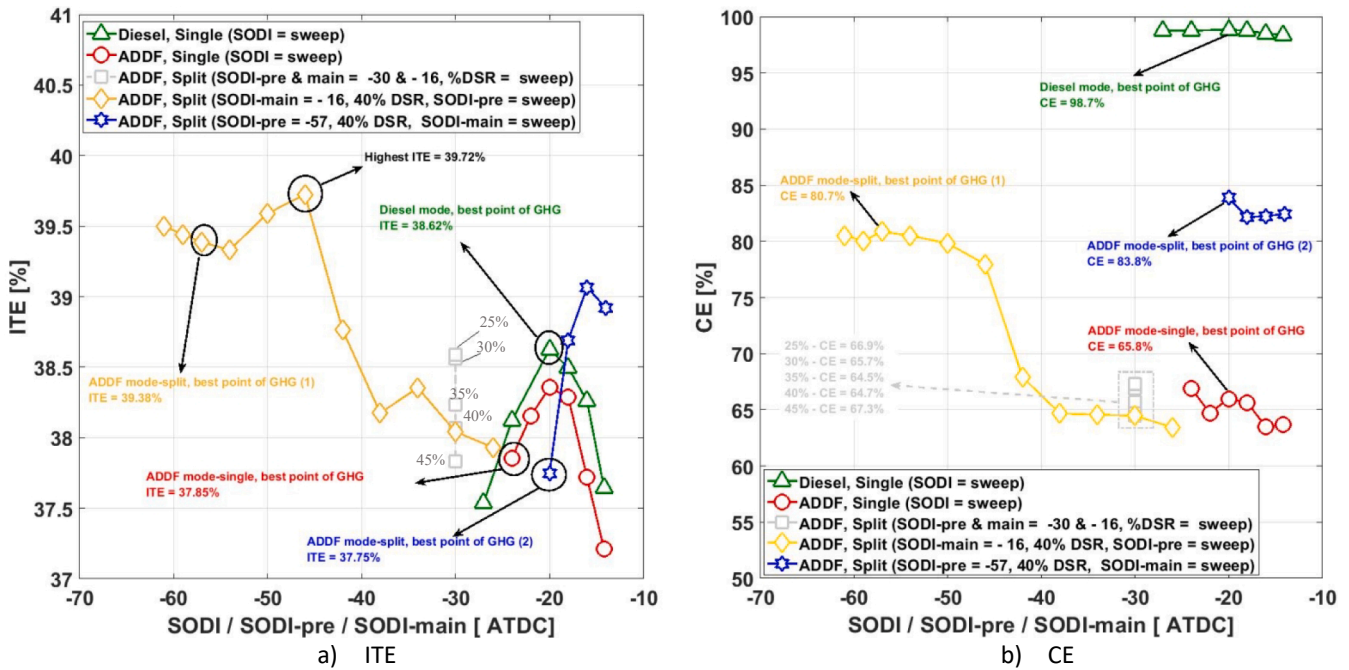 41
40.5
40
39.5
39
38.5
38
37.5
37
ITE [%]
Diesel, Single (SODI = sweep)
ADDF, Single (SODI = sweep)
ADDF, Split (SODI-pre & main = -30 & - 16, %DSR = sweep)
ADDF, Split (SODI-main = - 16, 40% DSR, SODI-pre = sweep)
ADDF, Split (SODI-pre = -57, 40% DSR, SODI-main = sweep)
Highest ITE = 39.72%
Diesel mode, best point of GHG
ITE = 38.62%
25%
30%
35%
40%
45%
ADDF mode-split, best point of GHG (1)
ITE = 39.38%
ADDF mode-single, best point of GHG
ITE = 37.85%
ADDF mode-split, best point of GHG (2)
ITE = 37.75%
-70 -60 -50 -40 -30 -20 -10
SODI / SODI-pre / SODI-main [ ATDC]
a) ITE
100
95
90
85
80
75
70
65
60
55
50
CE [%]
Diesel mode, best point of GHG
CE = 98.7%
ADDF mode-split, best point of GHG (1)
CE = 80.7%
ADDF mode-split, best point of GHG (2)
CE = 83.8%
ADDF mode-single, best point of GHG
CE = 65.8%
25% - CE = 66.9%
30% - CE = 65.7%
35% - CE = 64.5%
40% - CE = 64.7%
45% - CE = 67.3%
Diesel, Single (SODI = sweep)
ADDF, Single (SODI = sweep)
ADDF, Split (SODI-pre & main = -30 & - 16, %DSR = sweep)
ADDF, Split (SODI-main = - 16, 40% DSR, SODI-pre = sweep)
ADDF, Split (SODI-pre = -57, 40% DSR, SODI-main = sweep)
-70 -60 -50 -40 -30 -20 -10
SODI / SODI-pre / SODI-main [ ATDC]
b) CE